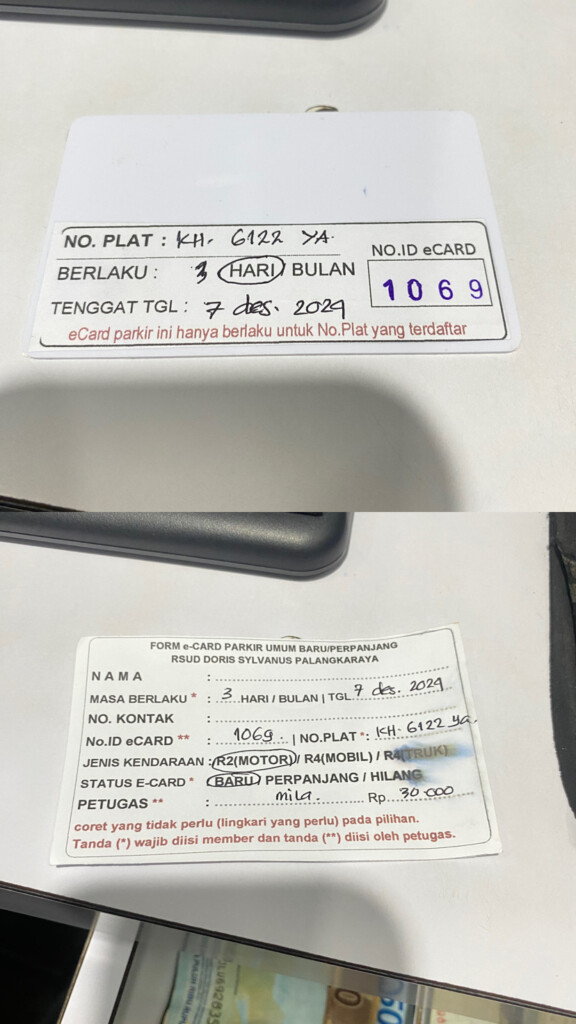 NO. PLAT : KH. 6122 YA.
NO.ID eCARD
BERLAKU : 3 HARI / BULAN
1069
TENGGAT TGL : 7 des. 2024
eCard parkir ini hanya berlaku untuk No.Plat yang terdaftar
FORM e-CARD PARKIR UMUM BARU/PERPANJANG
RSUD DORIS SYLVANUS PALANGKARAYA
NAMA :
MASA BERLAKU * : 3 HARI / BULAN | TGL 7 des. 2024
NO. KONTAK :
No.ID eCARD ** : 1069. | NO.PLAT *: KH. 6122 ya.
JENIS KENDARAAN : R2(MOTOR)/ R4(MOBIL) / R4(TRUK)
STATUS E-CARD * : BARU / PERPANJANG / HILANG
PETUGAS ** : mila. Rp. 30.000
coret yang tidak perlu (lingkari yang perlu) pada pilihan.
Tanda (*) wajib diisi member dan tanda (**) diisi oleh petugas.